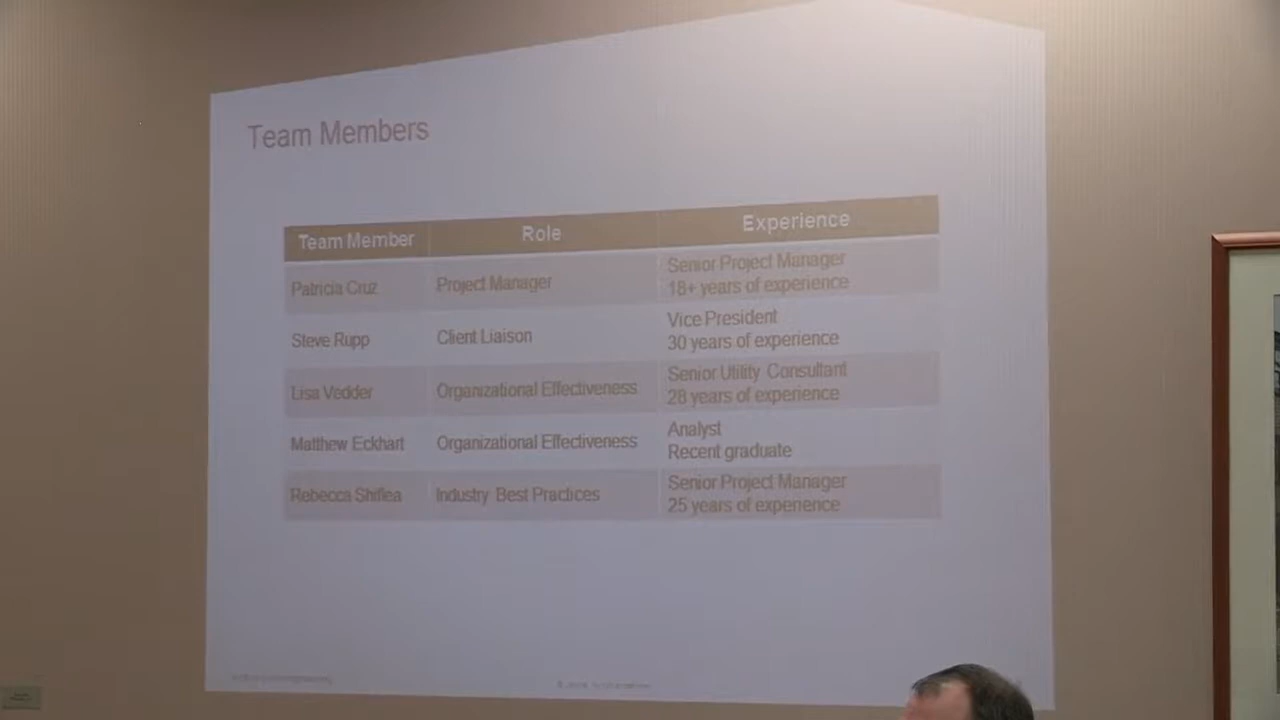 Team Members
Team Member Role Experience
Patricia Cruz Project Manager Senior Project Manager
18+ years of experience
Steve Rupp Client Liaison Vice President
30 years of experience
Lisa Vedder Organizational Effectiveness Senior Utility Consultant
28 years of experience
Matthew Eckhart Organizational Effectiveness Analyst
Recent graduate
Rebecca Shiflea Industry Best Practices Senior Project Manager
25 years of experience